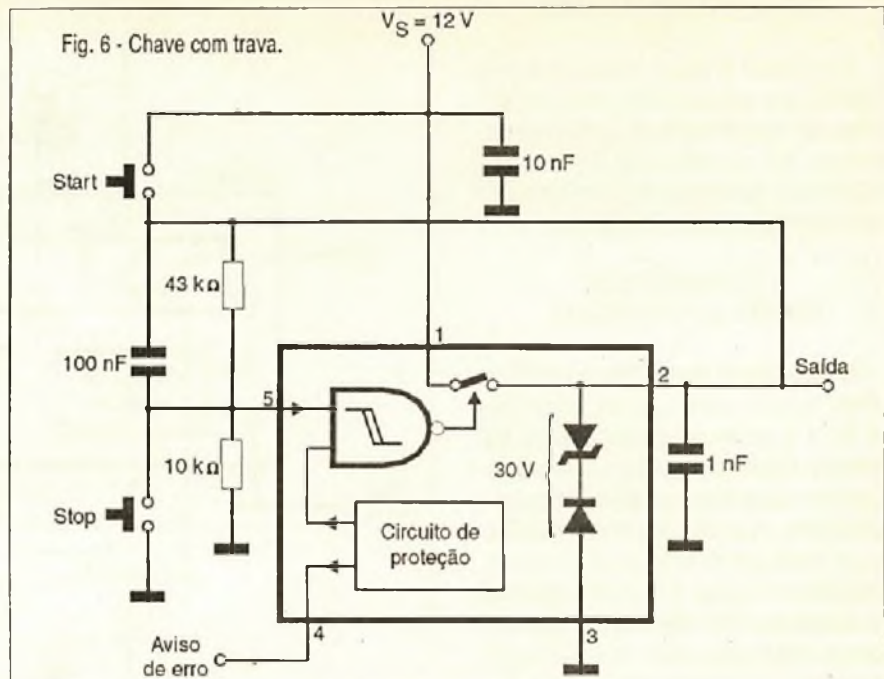 V_S = 12 V
Fig. 6 - Chave com trava.
10 nF
Start
43 kΩ
100 nF
1
2
Saída
5
10 kΩ
30 V
1 nF
Stop
Circuito de
proteção
4
3
Aviso
de erro